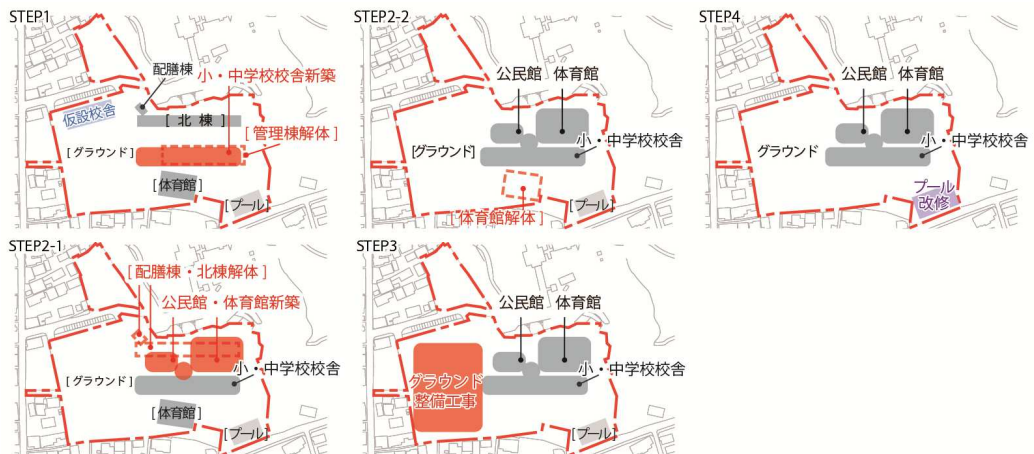 STEP1
配膳棟
小・中学校校舎新築
仮設校舎
[ 北 棟 ]
[ 管理棟解体 ]
[グラウンド]
[体育館]
[プール]
STEP2-2
公民館
体育館
[グラウンド]
小・中学校校舎
[ 体育館解体 ]
[プール]
STEP4
公民館
体育館
グラウンド
小・中学校校舎
プール
改修
STEP2-1
[ 配膳棟・北棟解体 ]
公民館・体育館新築
[グラウンド]
小・中学校校舎
[体育館]
[プール]
STEP3
公民館
体育館
小・中学校校舎
グラウンド
整備工事
[プール]